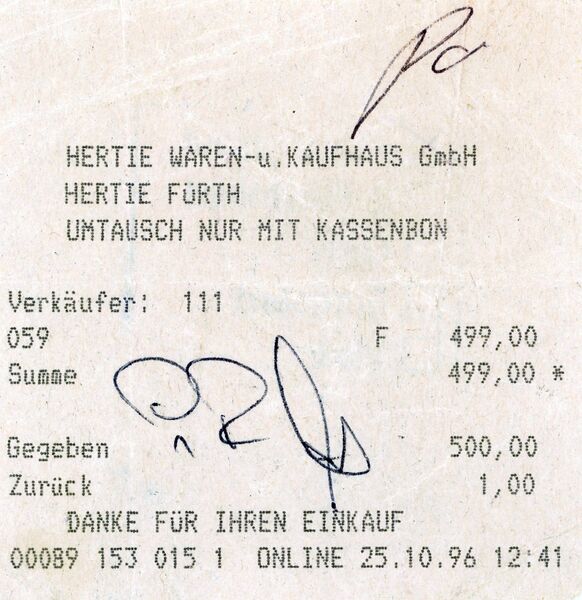 HERTIE WAREN-u.KAUFHAUS GmbH
HERTIE FÜRTH
UMTAUSCH NUR MIT KASSENBON
Verkäufer: 111
059 F 499,00
Summe 499,00 *
Gegeben 500,00
Zurück 1,00
DANKE FÜR IHREN EINKAUF
00089 153 015 1 ONLINE 25.10.96 12:41